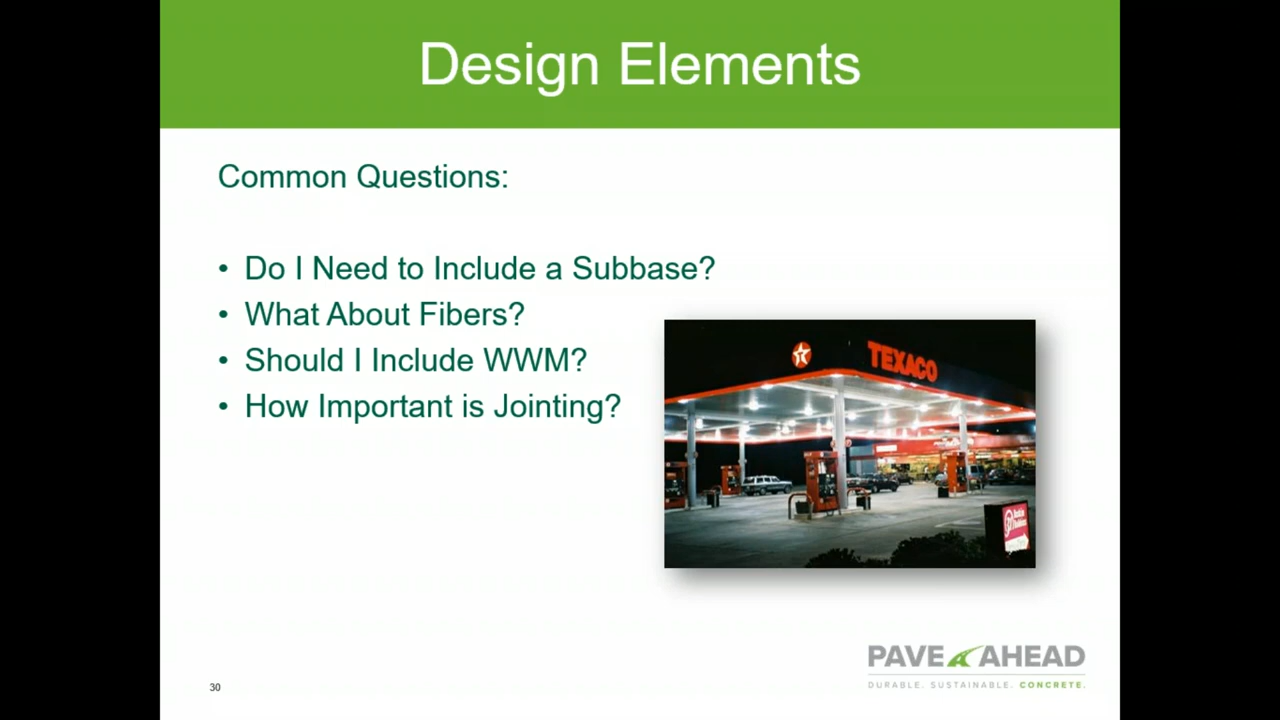 Design Elements
Common Questions:
• Do I Need to Include a Subbase?
• What About Fibers?
• Should I Include WWM?
• How Important is Jointing?
TEXACO
PAVE AHEAD
DURABLE. SUSTAINABLE. CONCRETE.
30